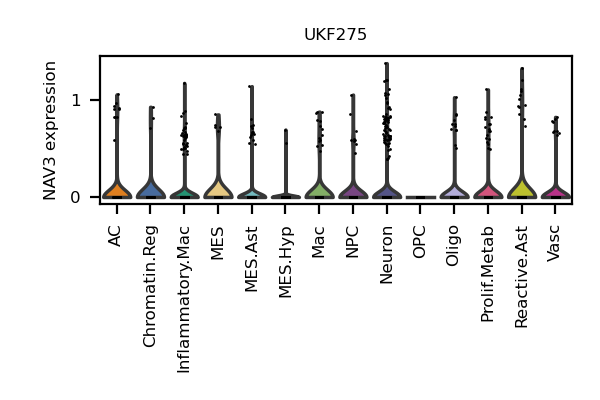 UKF275
NAV3 expression
1
0
AC
Chromatin.Reg
Inflammatory.Mac
MES
MES.Ast
MES.Hyp
Mac
NPC
Neuron
OPC
Oligo
Prolif.Metab
Reactive.Ast
Vasc